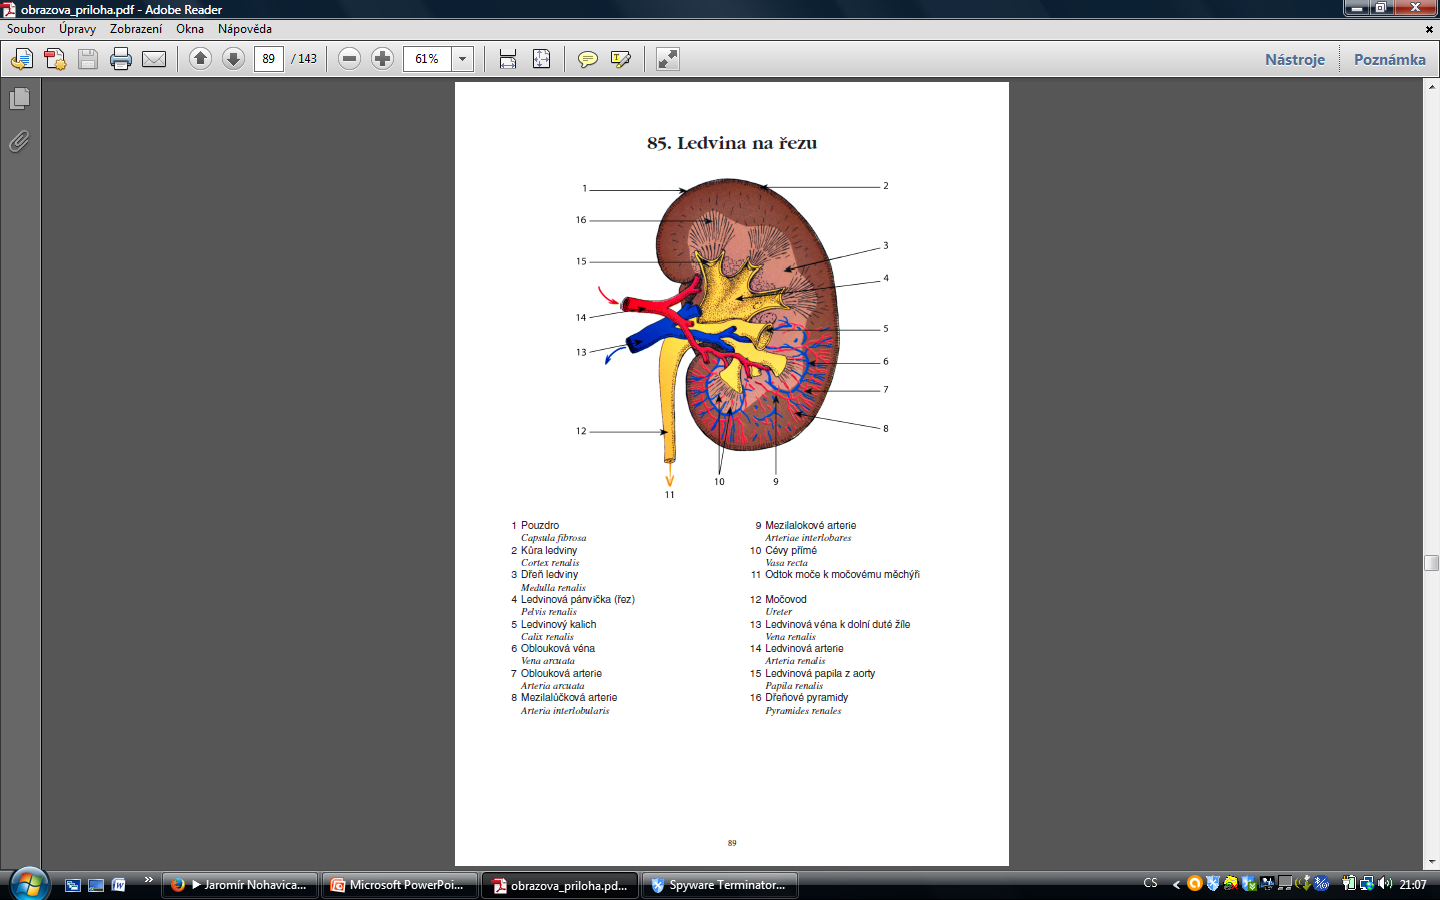 obrazova_priloha.pdf - Adobe Reader
Soubor Úpravy Zobrazení Okna Nápověda
89 / 143 61% Nástroje Poznámka
85. Ledvina na řezu
1
2
16
3
15
4
14
5
13
6
7
12
8
10
9
11
1 Pouzdro
Capsula fibrosa
2 Kůra ledviny
Cortex renalis
3 Dřeň ledviny
Medulla renalis
4 Ledvinová pánvička (řez)
Pelvis renalis
5 Ledvinový kalich
Calix renalis
6 Oblouková véna
Vena arcuata
7 Oblouková arterie
Arteria arcuata
8 Mezilalůčková arterie
Arteria interlobularis
9 Mezilalokové arterie
Arteriae interlobares
10 Cévy přímé
Vasa recta
11 Odtok moče k močovému měchýři
12 Močovod
Ureter
13 Ledvinová véna k dolní duté žíle
Vena renalis
14 Ledvinová arterie
Arteria renalis
15 Ledvinová papila z aorty
Papila renalis
16 Dřeňové pyramidy
Pyramides renales
89
Jaromír Nohavica... Microsoft PowerPoi... obrazova_priloha.pd... Spyware Terminator... CS 21:07